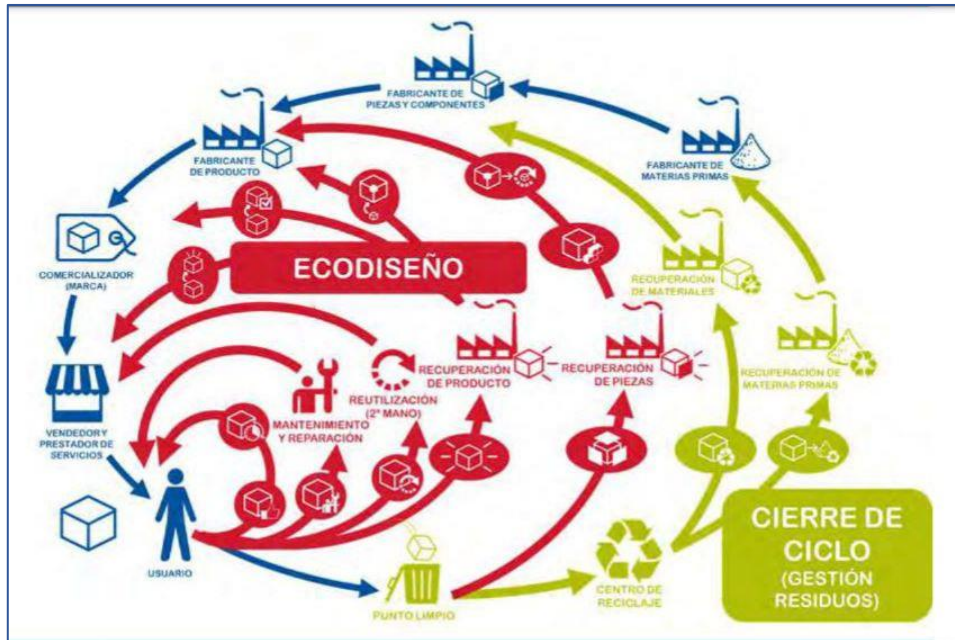 FABRICANTE DE
PIEZAS Y COMPONENTES
FABRICANTE
DE PRODUCTO
FABRICANTE DE
MATERIAS PRIMAS
COMERCIALIZADOR
(MARCA)
ECODISEÑO
RECUPERACIÓN
DE MATERIALES
RECUPERACIÓN
DE PRODUCTO
RECUPERACIÓN
DE PIEZAS
RECUPERACIÓN DE
MATERIAS PRIMAS
REUTILIZACIÓN
(2ª MANO)
MANTENIMIENTO
Y REPARACIÓN
VENDEDOR Y
PRESTADOR DE
SERVICIOS
USUARIO
PUNTO LIMPIO
CENTRO DE
RECICLAJE
CIERRE DE
CICLO
(GESTIÓN
RESIDUOS)